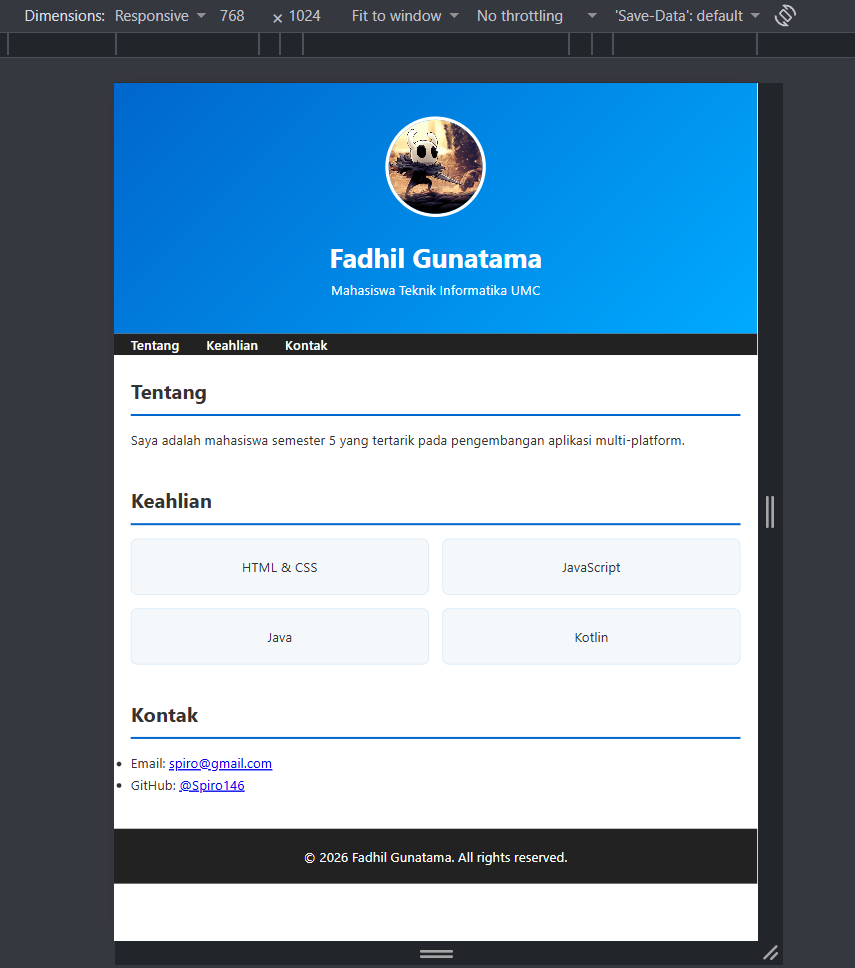 Dimensions: Responsive 768 × 1024 Fit to window No throttling 'Save-Data': default
Fadhil Gunatama
Mahasiswa Teknik Informatika UMC
Tentang Keahlian Kontak
Tentang
Saya adalah mahasiswa semester 5 yang tertarik pada pengembangan aplikasi multi-platform.
Keahlian
HTML & CSS JavaScript
Java Kotlin
Kontak
• Email: spiro@gmail.com
• GitHub: @Spiro146
© 2026 Fadhil Gunatama. All rights reserved.